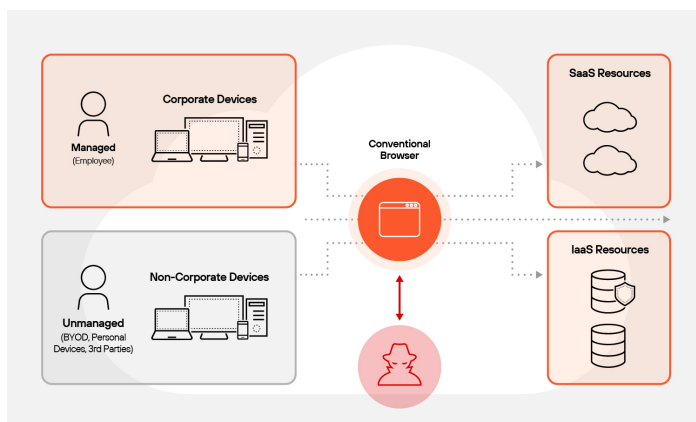 Corporate Devices
Managed
(Employee)
Non-Corporate Devices
Unmanaged
(BYOD, Personal
Devices, 3rd Parties)
Conventional
Browser
SaaS Resources
IaaS Resources